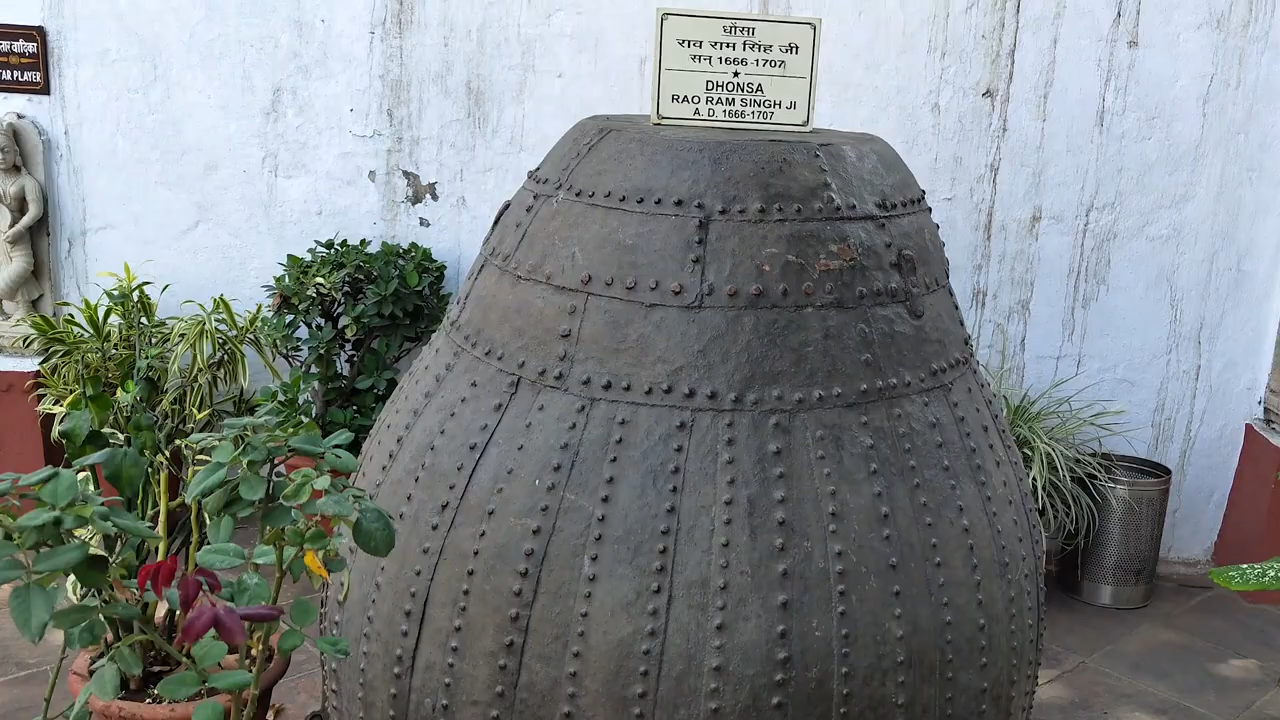 तार वादिका
TAR PLAYER
धोंसा
राव राम सिंह जी
सन् 1666-1707
DHONSA
RAO RAM SINGH JI
A. D. 1666-1707